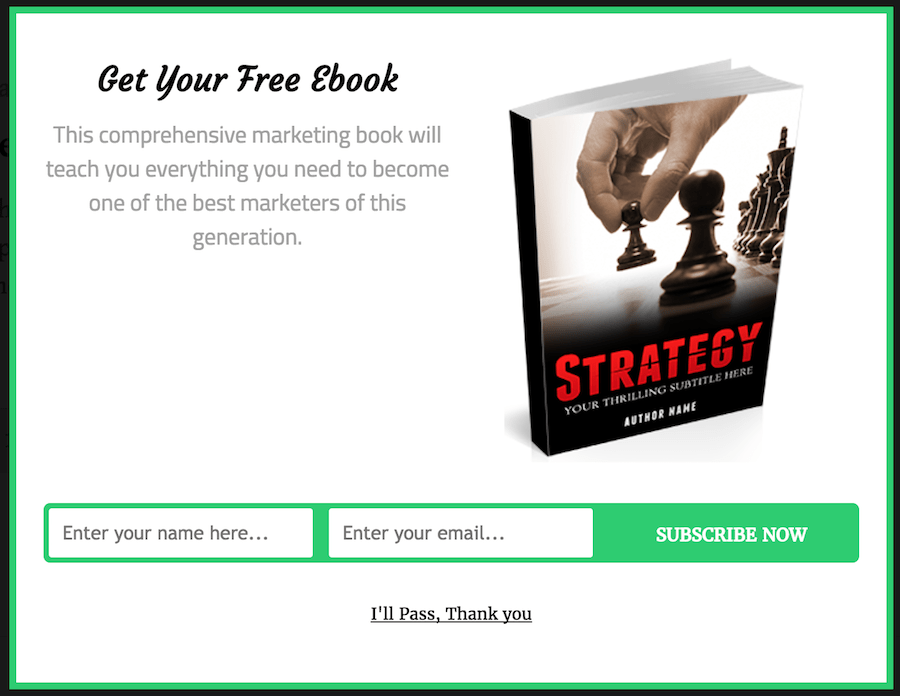 Get Your Free Ebook
This comprehensive marketing book will
teach you everything you need to become
one of the best marketers of this
generation.
STRATEGY
YOUR THRILLING SUBTITLE HERE
AUTHOR NAME
Enter your name here...
Enter your email...
SUBSCRIBE NOW
I'll Pass, Thank you